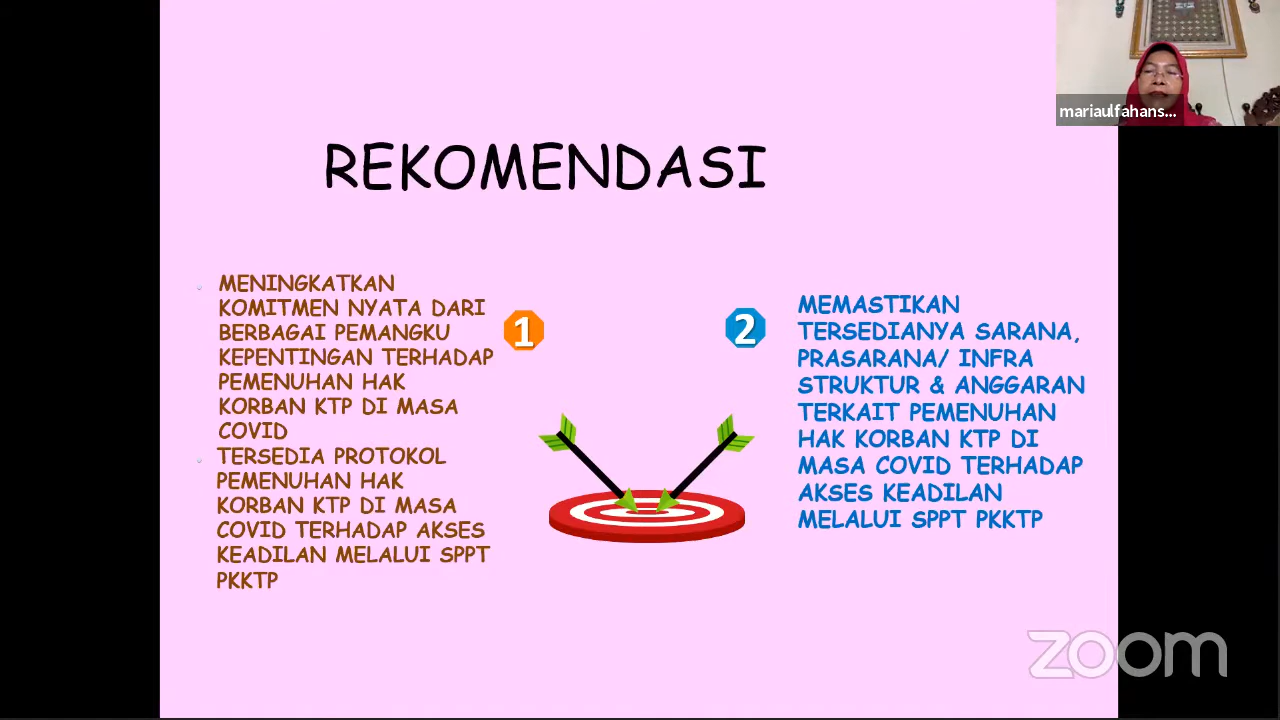 mariaulfahans...
REKOMENDASI
MENINGKATKAN
KOMITMEN NYATA DARI
BERBAGAI PEMANGKU
KEPENTINGAN TERHADAP
PEMENUHAN HAK
KORBAN KTP DI MASA
COVID
TERSEDIA PROTOKOL
PEMENUHAN HAK
KORBAN KTP DI MASA
COVID TERHADAP AKSES
KEADILAN MELALUI SPPT
PKKTP
1
2
MEMASTIKAN
TERSEDIANYA SARANA,
PRASARANA/ INFRA
STRUKTUR & ANGGARAN
TERKAIT PEMENUHAN
HAK KORBAN KTP DI
MASA COVID TERHADAP
AKSES KEADILAN
MELALUI SPPT PKKTP
zoom